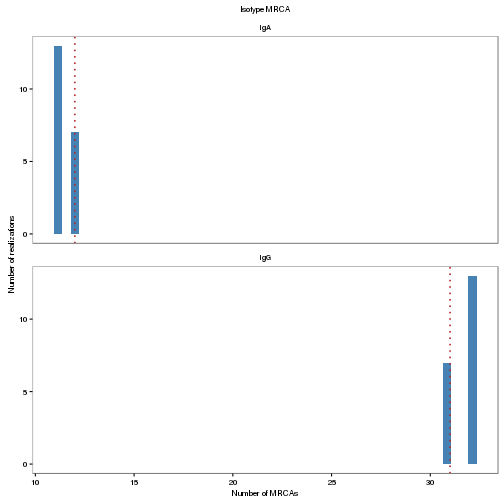 Isotype MRCA
IgA
10
5
0
Number of realizations
IgG
10
5
0
10 15 20 25 30
Number of MRCAs